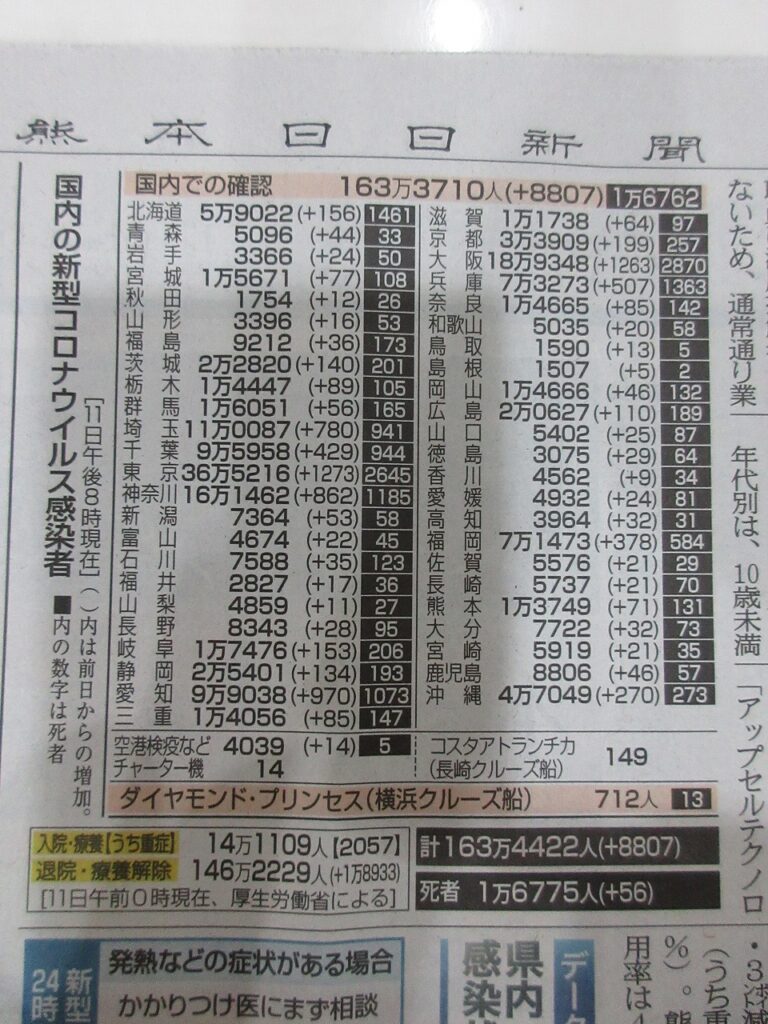 熊本日日新聞
国内の新型コロナウイルス感染者
[11日午後8時現在] ( )内は前日からの増加。
■内の数字は死者
国内での確認 163万3710人(+8807) 1万6762
北海道 5万9022(+156) 1461
青森 5096(+44) 33
岩手 3366(+24) 50
宮城 1万5671(+77) 108
秋田 1754(+12) 26
山形 3396(+16) 53
福島 9212(+36) 173
茨城 2万2820(+140) 201
栃木 1万4447(+89) 105
群馬 1万6051(+56) 165
埼玉 11万0087(+780) 941
千葉 9万5958(+429) 944
東京 36万5216(+1273) 2645
神奈川 16万1462(+862) 1185
新潟 7364(+53) 58
富山 4674(+22) 45
石川 7588(+35) 123
福井 2827(+17) 36
山梨 4859(+11) 27
長野 8343(+28) 95
岐阜 1万7476(+153) 206
静岡 2万5401(+134) 193
愛知 9万9038(+970) 1073
三重 1万4056(+85) 147
滋賀 1万1738(+64) 97
京都 3万3909(+199) 257
大阪 18万9348(+1263) 2870
兵庫 7万3273(+507) 1363
奈良 1万4665(+85) 142
和歌山 5035(+20) 58
鳥取 1590(+13) 5
島根 1507(+5) 2
岡山 1万4666(+46) 132
広島 2万0627(+110) 189
山口 5402(+25) 87
徳島 3075(+29) 64
香川 4562(+9) 34
愛媛 4932(+24) 81
高知 3964(+32) 31
福岡 7万1473(+378) 584
佐賀 5576(+21) 29
長崎 5737(+21) 70
熊本 1万3749(+71) 131
大分 7722(+32) 73
宮崎 5919(+21) 35
鹿児島 8806(+46) 57
沖縄 4万7049(+270) 273
空港検疫など 4039(+14) 5
チャーター機 14
コスタアトランチカ
(長崎クルーズ船) 149
ダイヤモンド・プリンセス(横浜クルーズ船) 712人 13
入院・療養【うち重症】 14万1109人【2057】
退院・療養解除 146万2229人(+1万8933)
[11日午前0時現在、厚生労働省による]
計163万4422人(+8807)
死者 1万6775人(+56)
ないため、通常通り業
年代別は、10歳未満
「アップセルテクノロ
新型
24時
発熱などの症状がある場合
かかりつけ医にまず相談
県内
感染
データ
(うち重
%)。熊
用率は4